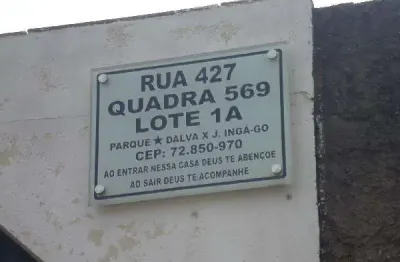 RUA 427
QUADRA 569
LOTE 1A
PARQUE ★ DALVA X J. INGÁ-GO
CEP: 72.850-970
AO ENTRAR NESSA CASA DEUS TE ABENÇOE
AO SAIR DEUS TE ACOMPANHE